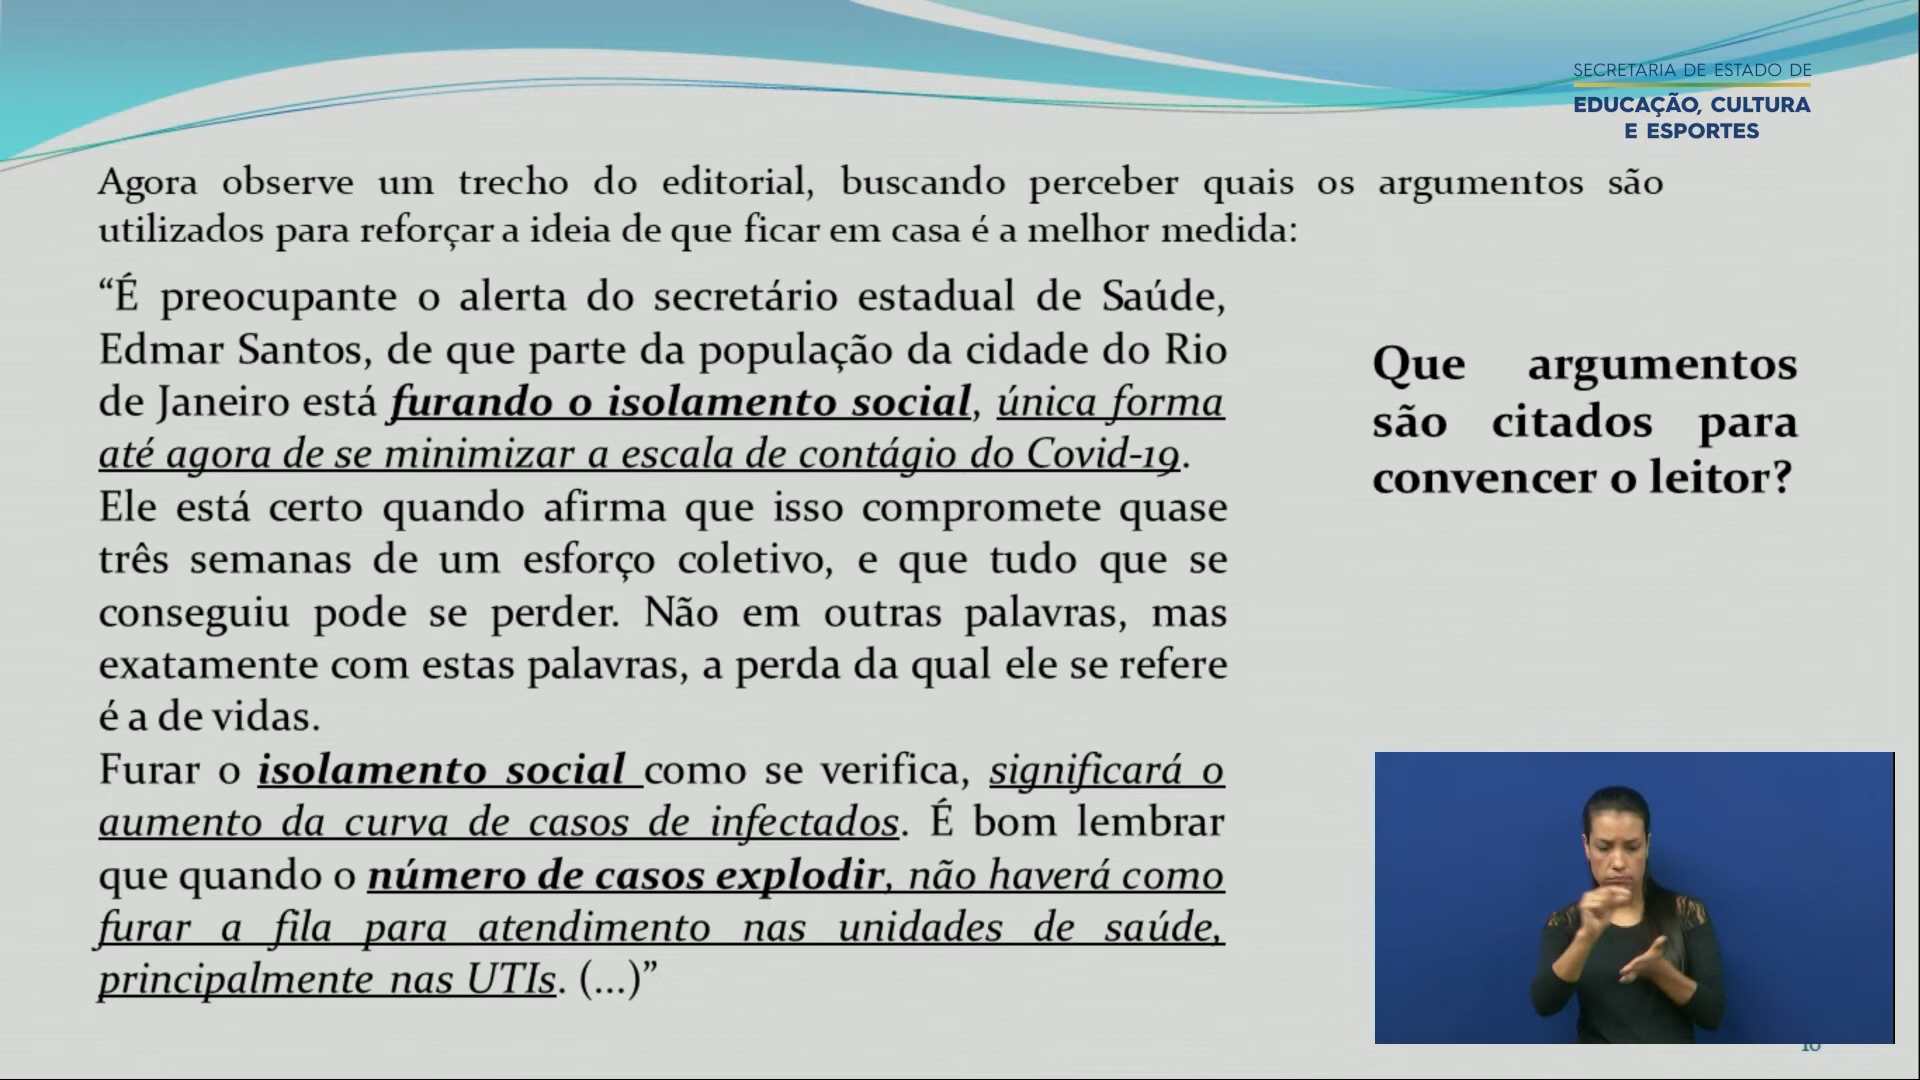 SECRETARIA DE ESTADO DE
EDUCAÇÃO, CULTURA
E ESPORTES
Agora observe um trecho do editorial, buscando perceber quais os argumentos são
utilizados para reforçar a ideia de que ficar em casa é a melhor medida:
“É preocupante o alerta do secretário estadual de Saúde,
Edmar Santos, de que parte da população da cidade do Rio
de Janeiro está furando o isolamento social, única forma
até agora de se minimizar a escala de contágio do Covid-19.
Ele está certo quando afirma que isso compromete quase
três semanas de um esforço coletivo, e que tudo que se
conseguiu pode se perder. Não em outras palavras, mas
exatamente com estas palavras, a perda da qual ele se refere
é a de vidas.
Furar o isolamento social como se verifica, significará o
aumento da curva de casos de infectados. É bom lembrar
que quando o número de casos explodir, não haverá como
furar a fila para atendimento nas unidades de saúde,
principalmente nas UTIs. (...)”
Que argumentos
são citados para
convencer o leitor?